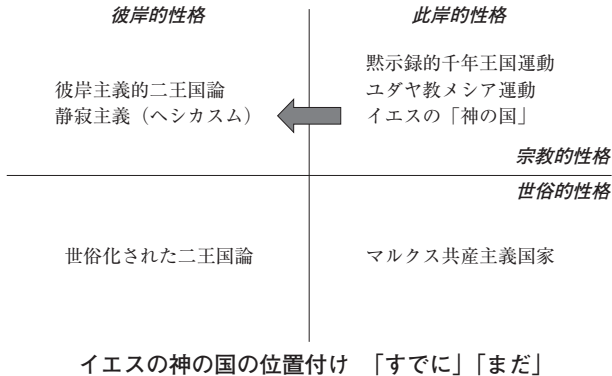 彼岸的性格
此岸的性格
彼岸主義的二王国論
静寂主義（ヘシカスム）
黙示録的千年王国運動
ユダヤ教メシア運動
イエスの「神の国」
宗教的性格
世俗的性格
世俗化された二王国論
マルクス共産主義国家
イエスの神の国の位置付け　「すでに」「まだ」